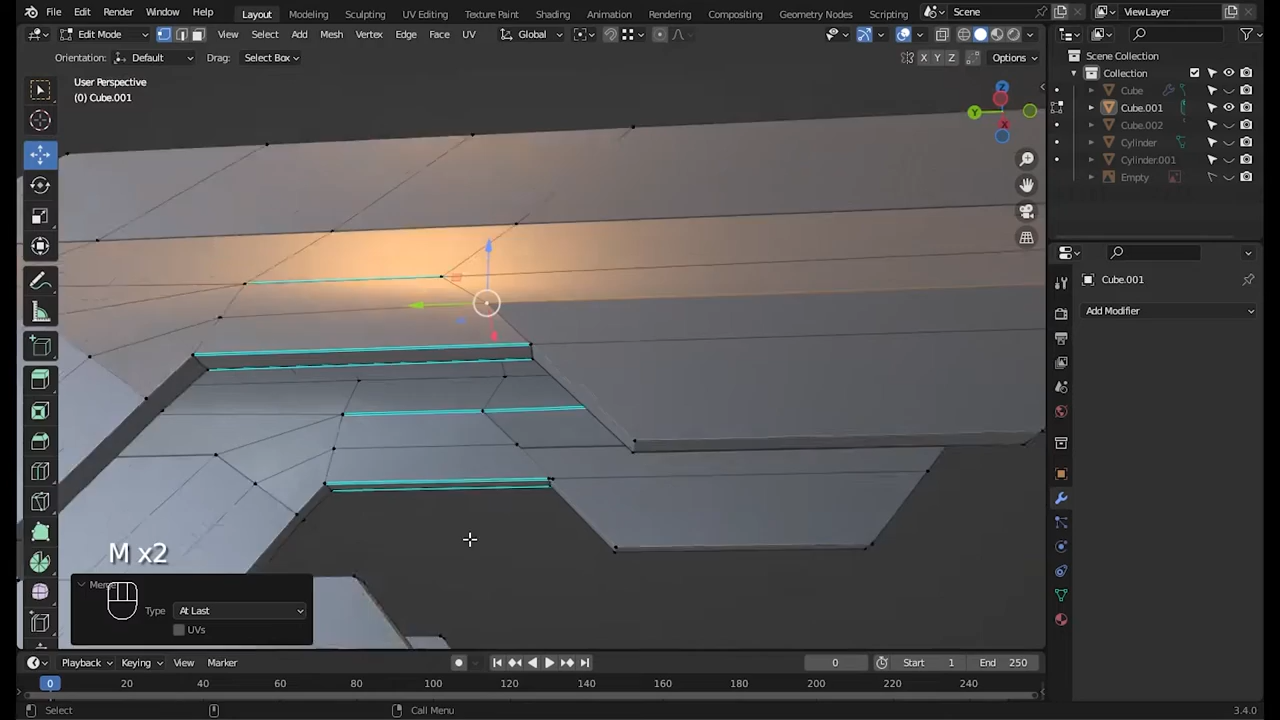 File Edit Render Window Help Layout Modeling Sculpting UV Editing Texture Paint Shading Animation Rendering Compositing Geometry Nodes Scripting Scene ViewLayer
Edit Mode View Select Add Mesh Vertex Edge Face UV Global
Orientation: Default Drag: Select Box X Y Z Options
User Perspective
(0) Cube.001
Z
Y
X
Scene Collection
Collection
Cube
Cube.001
Cube.002
Cylinder
Cylinder.001
Empty
Cube.001
Add Modifier
M x2
Me
Type At Last
UVs
Playback Keying View Marker 0 Start 1 End 250
0 20 40 60 80 100 120 140 160 180 200 220 240
Select Call Menu 3.4.0